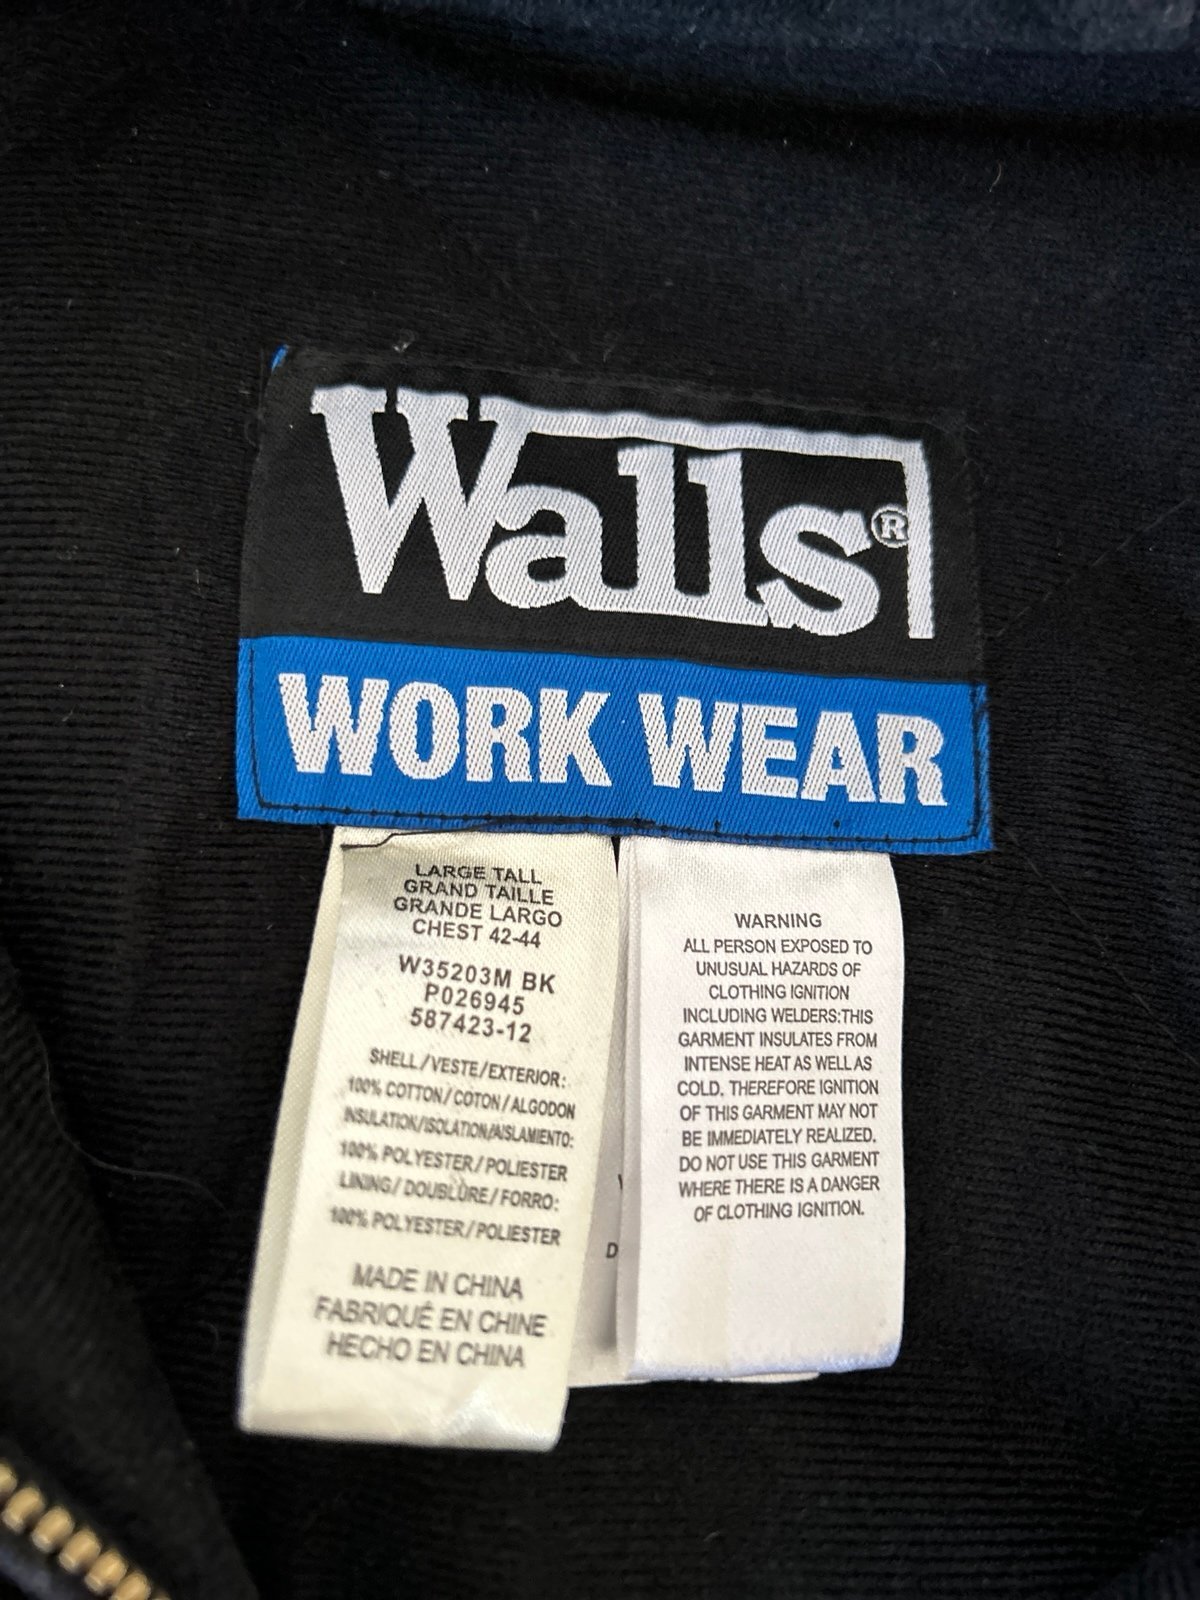 Walls®
WORK WEAR
LARGE TALL
GRAND TAILLE
GRANDE LARGO
CHEST 42-44
W35203M BK
P026945
587423-12
SHELL/VESTE/EXTERIOR:
100% COTTON/COTON/ALGODON
INSULATION/ISOLATION/AISLAMIENTO:
100% POLYESTER/POLIESTER
LINING/DOUBLÛRE/FORRO:
100% POLYESTER/POLIESTER
MADE IN CHINA
FABRIQUÉ EN CHINE
HECHO EN CHINA
WARNING
ALL PERSON EXPOSED TO
UNUSUAL HAZARDS OF
CLOTHING IGNITION
INCLUDING WELDERS:THIS
GARMENT INSULATES FROM
INTENSE HEAT AS WELL AS
COLD. THEREFORE IGNITION
OF THIS GARMENT MAY NOT
BE IMMEDIATELY REALIZED.
DO NOT USE THIS GARMENT
WHERE THERE IS A DANGER
OF CLOTHING IGNITION.